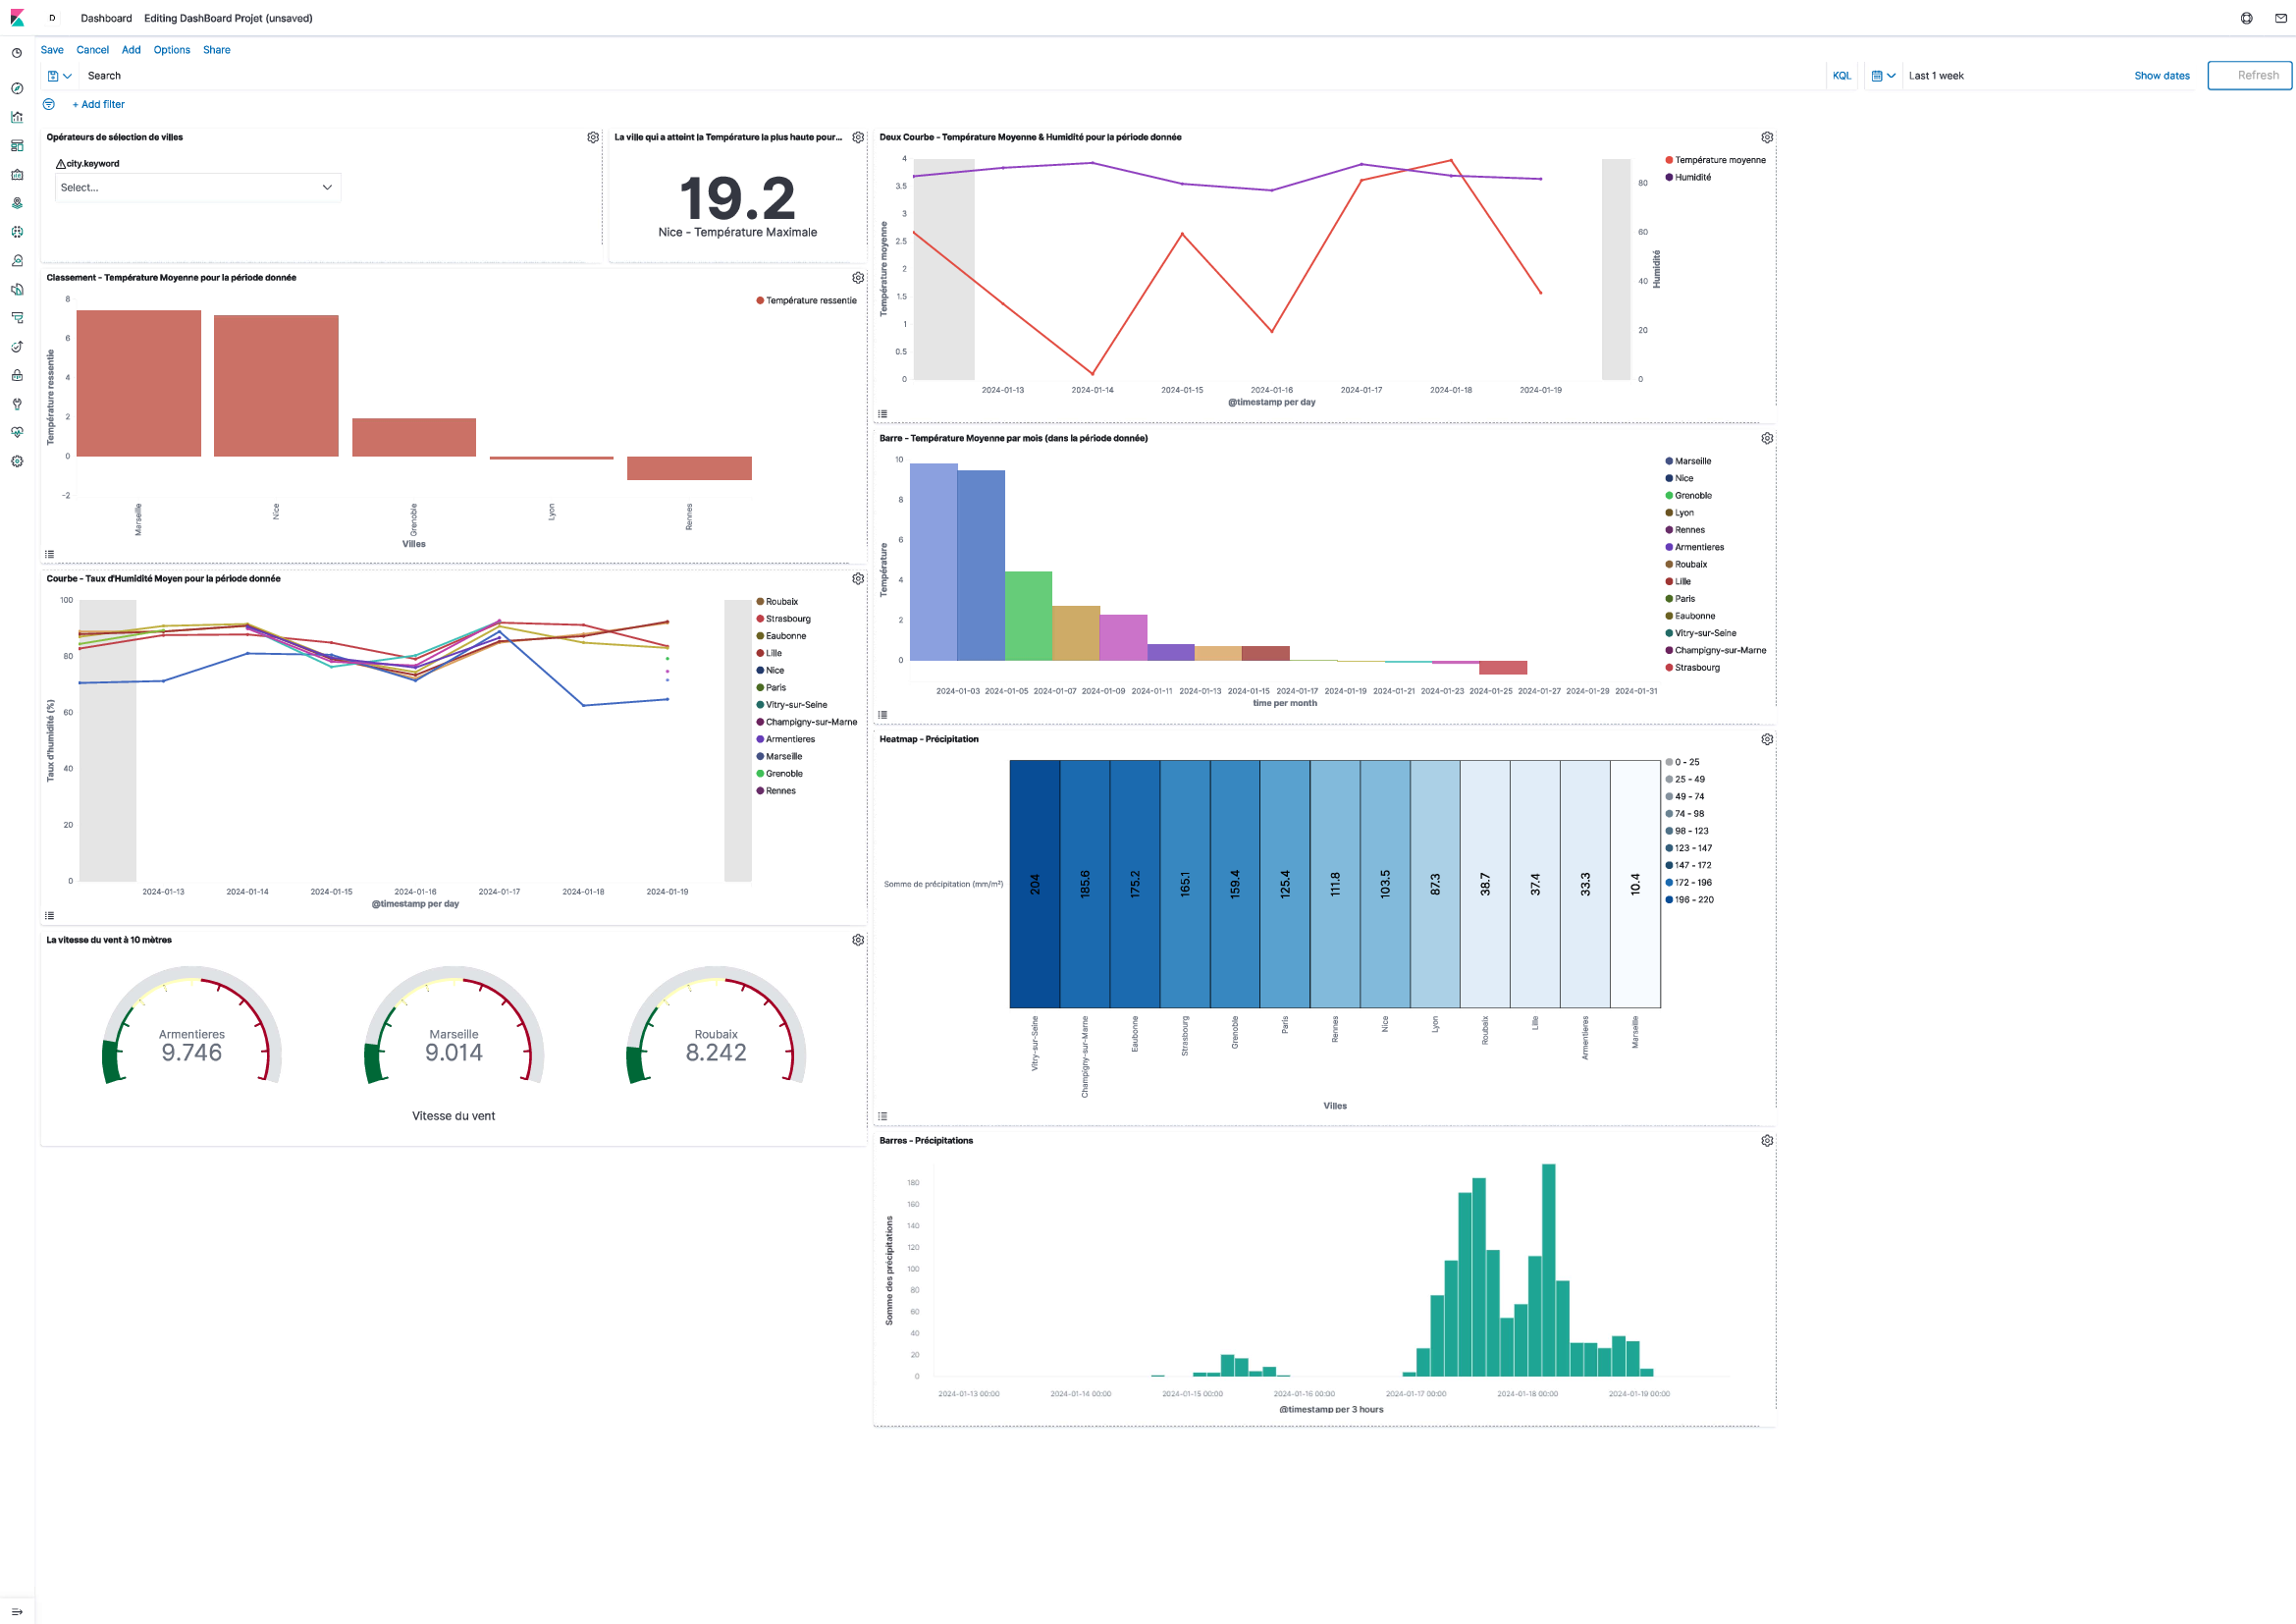 D Dashboard Editing DashBoard Projet (unsaved)
Save Cancel Add Options Share
Search KQL Last 1 week Show dates Refresh
+ Add filter
Opérateurs de sélection de villes
city.keyword
Select...
La ville qui a atteint la Température la plus haute pour...
19.2
Nice - Température Maximale
Classement - Température Moyenne pour la période donnée
Température ressentie
8
6
4
2
0
-2
Température ressentie
Marseille
Nice
Grenoble
Lyon
Rennes
Villes
Courbe - Taux d'Humidité Moyen pour la période donnée
100
80
60
40
20
0
Taux d'humidité (%)
2024-01-13 2024-01-14 2024-01-15 2024-01-16 2024-01-17 2024-01-18 2024-01-19
@timestamp per day
Roubaix
Strasbourg
Eaubonne
Lille
Nice
Paris
Vitry-sur-Seine
Champigny-sur-Marne
Armentieres
Marseille
Grenoble
Rennes
La vitesse du vent à 10 mètres
Armentieres
9.746
Marseille
9.014
Roubaix
8.242
Vitesse du vent
Deux Courbe - Température Moyenne & Humidité pour la période donnée
4
3.5
3
2.5
2
1.5
1
0.5
0
Température moyenne
2024-01-13 2024-01-14 2024-01-15 2024-01-16 2024-01-17 2024-01-18 2024-01-19
@timestamp per day
80
60
40
20
0
Humidité
Température moyenne
Humidité
Barre - Température Moyenne par mois (dans la période donnée)
10
8
6
4
2
0
Température
2024-01-03 2024-01-05 2024-01-07 2024-01-09 2024-01-11 2024-01-13 2024-01-15 2024-01-17 2024-01-19 2024-01-21 2024-01-23 2024-01-25 2024-01-27 2024-01-29 2024-01-31
time per month
Marseille
Nice
Grenoble
Lyon
Rennes
Armentieres
Roubaix
Lille
Paris
Eaubonne
Vitry-sur-Seine
Champigny-sur-Marne
Strasbourg
Heatmap - Précipitation
Somme de précipitation (mm/m²)
204 185.6 175.2 165.1 159.4 125.4 111.8 103.5 87.3 38.7 37.4 33.3 10.4
Vitry-sur-Seine
Champigny-sur-Marne
Eaubonne
Strasbourg
Grenoble
Paris
Rennes
Nice
Lyon
Roubaix
Lille
Armentieres
Marseille
Villes
0 - 25
25 - 49
49 - 74
74 - 98
98 - 123
123 - 147
147 - 172
172 - 196
196 - 220
Barres - Précipitations
180
160
140
120
100
80
60
40
20
0
Somme des précipitations
2024-01-13 00:00 2024-01-14 00:00 2024-01-15 00:00 2024-01-16 00:00 2024-01-17 00:00 2024-01-18 00:00 2024-01-19 00:00
@timestamp per 3 hours